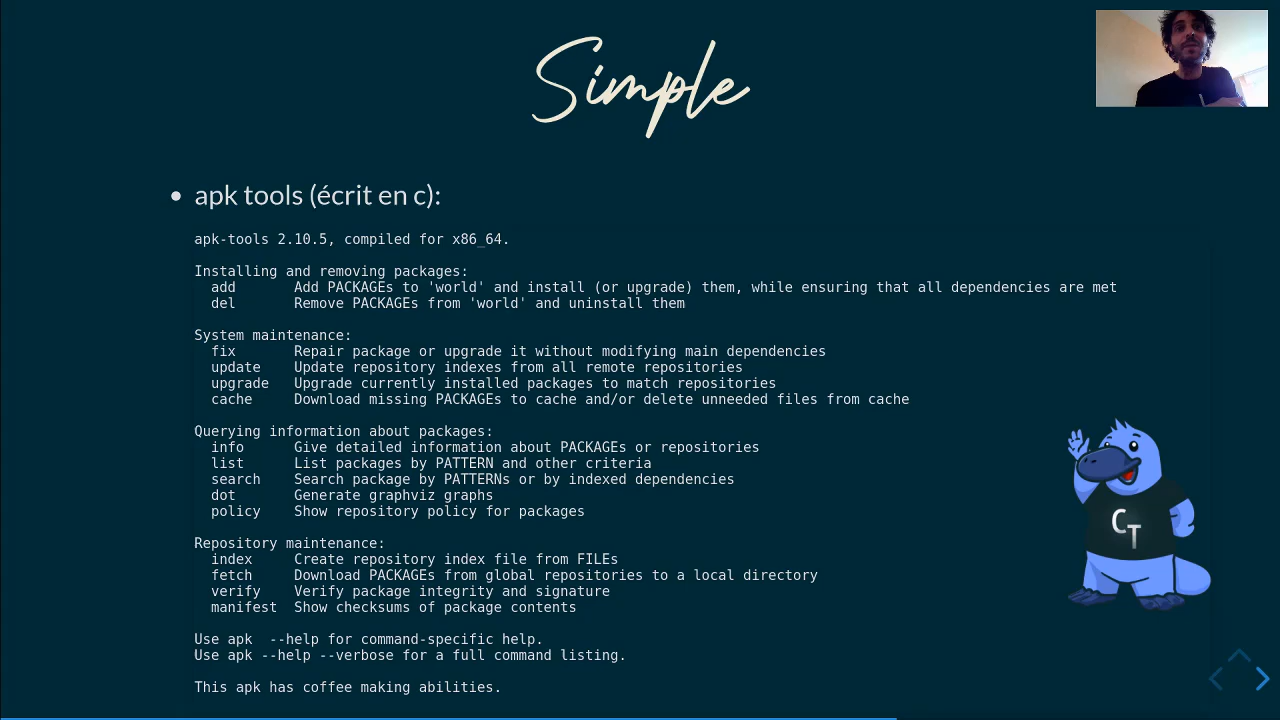 Simple
• apk tools (écrit en c):
apk-tools 2.10.5, compiled for x86_64.
Installing and removing packages:
add Add PACKAGEs to 'world' and install (or upgrade) them, while ensuring that all dependencies are met
del Remove PACKAGEs from 'world' and uninstall them
System maintenance:
fix Repair package or upgrade it without modifying main dependencies
update Update repository indexes from all remote repositories
upgrade Upgrade currently installed packages to match repositories
cache Download missing PACKAGEs to cache and/or delete unneeded files from cache
Querying information about packages:
info Give detailed information about PACKAGEs or repositories
list List packages by PATTERN and other criteria
search Search package by PATTERNs or by indexed dependencies
dot Generate graphviz graphs
policy Show repository policy for packages
CT
Repository maintenance:
index Create repository index file from FILEs
fetch Download PACKAGEs from global repositories to a local directory
verify Verify package integrity and signature
manifest Show checksums of package contents
Use apk --help for command-specific help.
Use apk --help --verbose for a full command listing.
This apk has coffee making abilities.